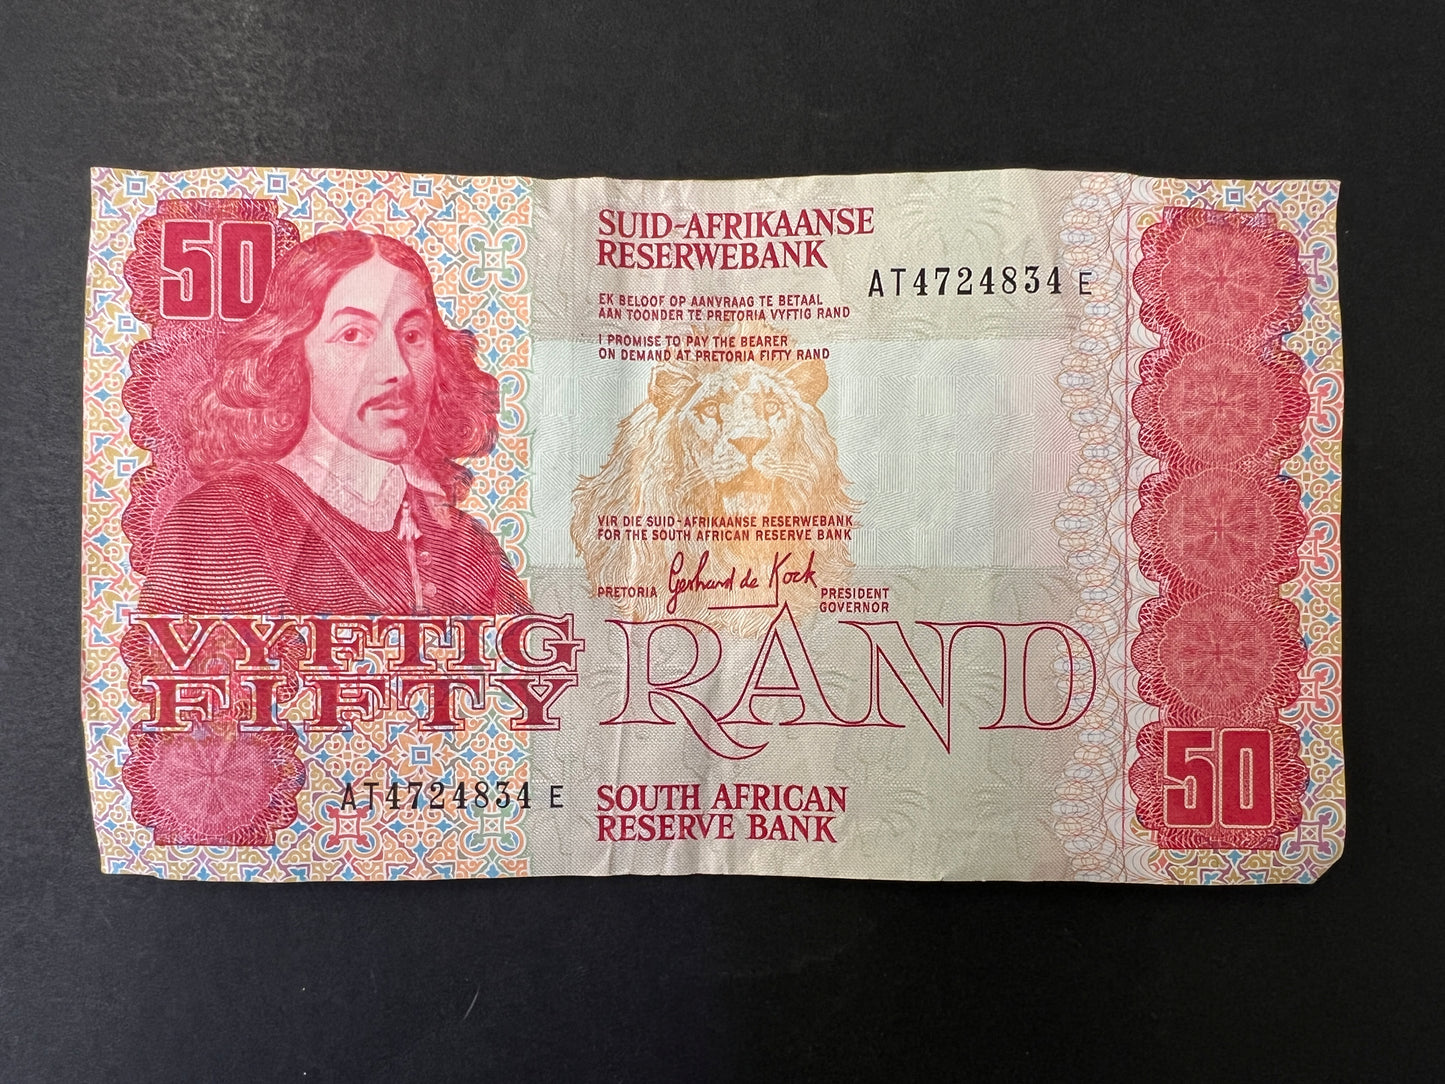 50
SUID-AFRIKAANSE
RESERWEBANK
AT4724834 E
EK BELOOF OP AANVRAAG TE BETAAL
AAN TOONDER TE PRETORIA VYFTIG RAND
I PROMISE TO PAY THE BEARER
ON DEMAND AT PRETORIA FIFTY RAND
VIR DIE SUID-AFRIKAANSE RESERWEBANK
FOR THE SOUTH AFRICAN RESERVE BANK
Gerhard de Kock
PRETORIA
PRESIDENT
GOVERNOR
VYFTIG
FIFTY
RAND
50
AT4724834 E
SOUTH AFRICAN
RESERVE BANK